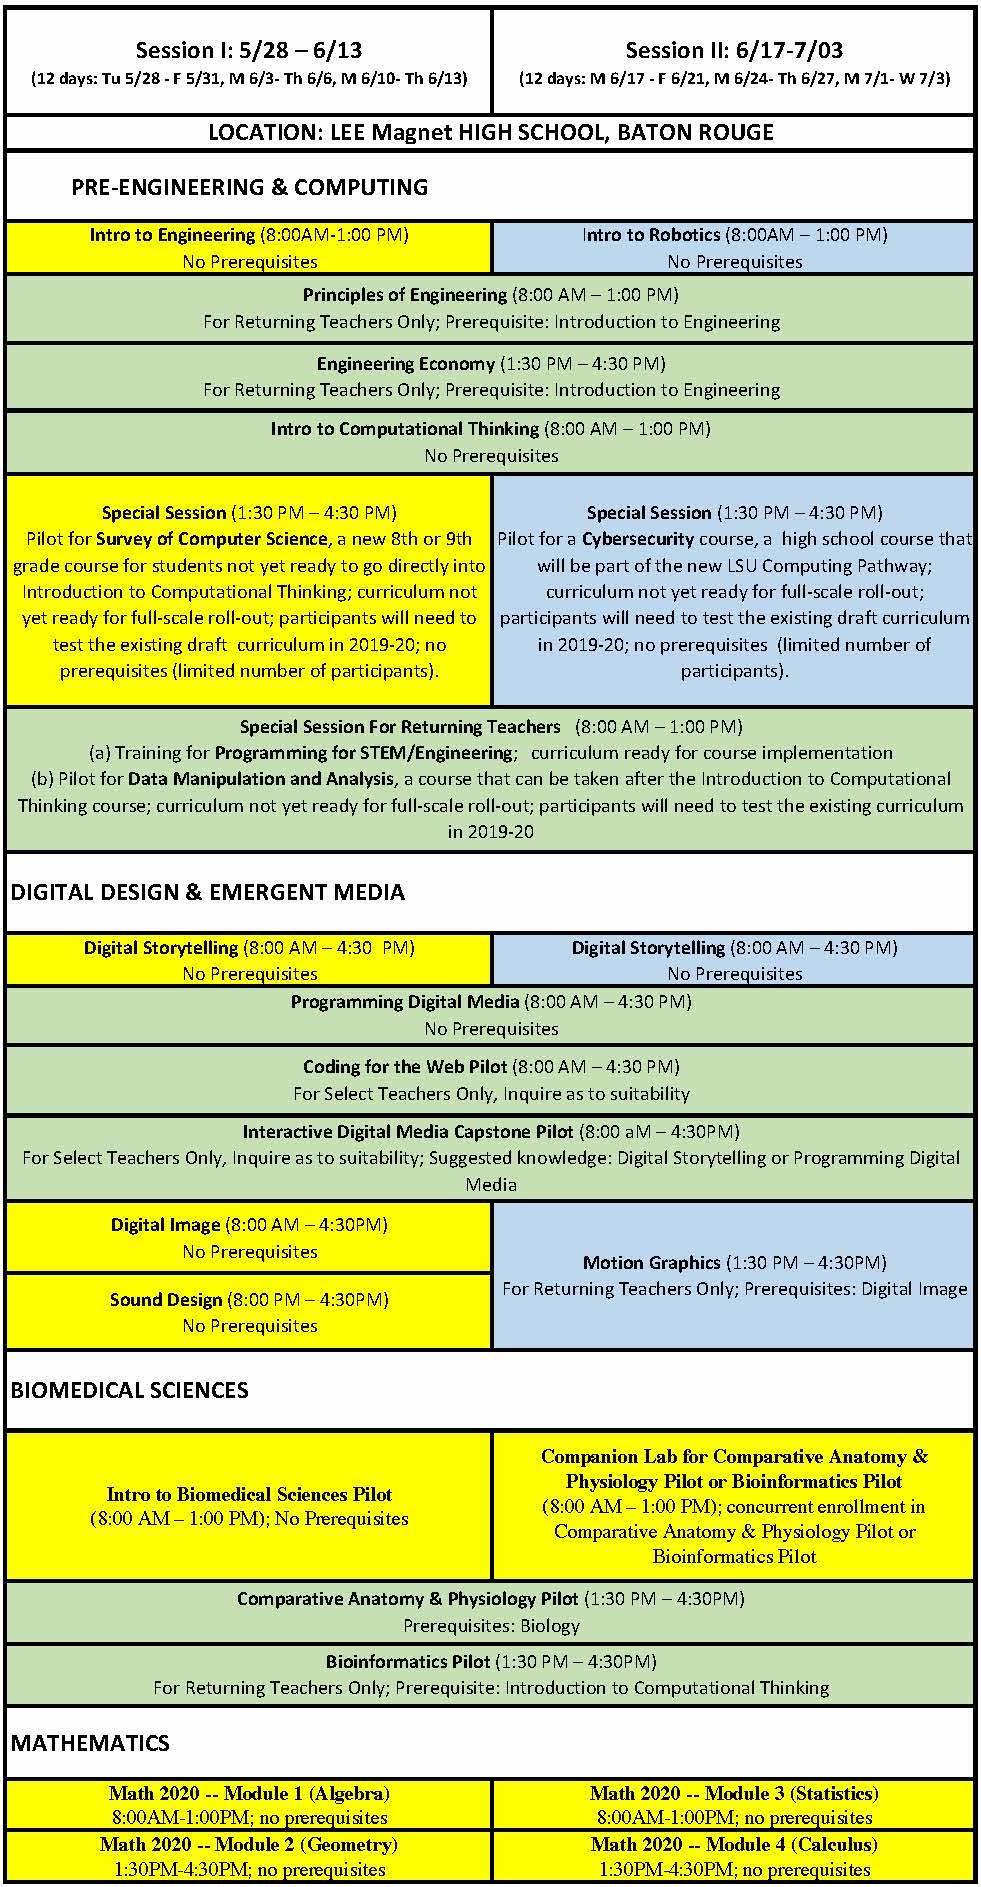 Session I: 5/28 – 6/13
(12 days: Tu 5/28 - F 5/31, M 6/3- Th 6/6, M 6/10- Th 6/13)
Session II: 6/17-7/03
(12 days: M 6/17 - F 6/21, M 6/24- Th 6/27, M 7/1- W 7/3)
LOCATION: LEE Magnet HIGH SCHOOL, BATON ROUGE
PRE-ENGINEERING & COMPUTING
Intro to Engineering (8:00AM-1:00 PM)
No Prerequisites
Intro to Robotics (8:00AM – 1:00 PM)
No Prerequisites
Principles of Engineering (8:00 AM – 1:00 PM)
For Returning Teachers Only; Prerequisite: Introduction to Engineering
Engineering Economy (1:30 PM – 4:30 PM)
For Returning Teachers Only; Prerequisite: Introduction to Engineering
Intro to Computational Thinking (8:00 AM – 1:00 PM)
No Prerequisites
Special Session (1:30 PM – 4:30 PM)
Pilot for Survey of Computer Science, a new 8th or 9th
grade course for students not yet ready to go directly into
Introduction to Computational Thinking; curriculum not
yet ready for full-scale roll-out; participants will need to
test the existing draft curriculum in 2019-20; no
prerequisites (limited number of participants).
Special Session (1:30 PM – 4:30 PM)
Pilot for a Cybersecurity course, a high school course that
will be part of the new LSU Computing Pathway;
curriculum not yet ready for full-scale roll-out;
participants will need to test the existing draft curriculum
in 2019-20; no prerequisites (limited number of
participants).
Special Session For Returning Teachers (8:00 AM – 1:00 PM)
(a) Training for Programming for STEM/Engineering; curriculum ready for course implementation
(b) Pilot for Data Manipulation and Analysis, a course that can be taken after the Introduction to Computational
Thinking course; curriculum not yet ready for full-scale roll-out; participants will need to test the existing curriculum
in 2019-20
DIGITAL DESIGN & EMERGENT MEDIA
Digital Storytelling (8:00 AM – 4:30 PM)
No Prerequisites
Digital Storytelling (8:00 AM – 4:30 PM)
No Prerequisites
Programming Digital Media (8:00 AM – 4:30 PM)
No Prerequisites
Coding for the Web Pilot (8:00 AM – 4:30 PM)
For Select Teachers Only, Inquire as to suitability
Interactive Digital Media Capstone Pilot (8:00 aM – 4:30PM)
For Select Teachers Only, Inquire as to suitability; Suggested knowledge: Digital Storytelling or Programming Digital
Media
Digital Image (8:00 AM – 4:30PM)
No Prerequisites
Sound Design (8:00 PM – 4:30PM)
No Prerequisites
Motion Graphics (1:30 PM – 4:30PM)
For Returning Teachers Only; Prerequisites: Digital Image
BIOMEDICAL SCIENCES
Intro to Biomedical Sciences Pilot
(8:00 AM – 1:00 PM); No Prerequisites
Companion Lab for Comparative Anatomy &
Physiology Pilot or Bioinformatics Pilot
(8:00 AM – 1:00 PM); concurrent enrollment in
Comparative Anatomy & Physiology Pilot or
Bioinformatics Pilot
Comparative Anatomy & Physiology Pilot (1:30 PM – 4:30PM)
Prerequisites: Biology
Bioinformatics Pilot (1:30 PM – 4:30PM)
For Returning Teachers Only; Prerequisite: Introduction to Computational Thinking
MATHEMATICS
Math 2020 -- Module 1 (Algebra)
8:00AM-1:00PM; no prerequisites
Math 2020 -- Module 3 (Statistics)
8:00AM-1:00PM; no prerequisites
Math 2020 -- Module 2 (Geometry)
1:30PM-4:30PM; no prerequisites
Math 2020 -- Module 4 (Calculus)
1:30PM-4:30PM; no prerequisites